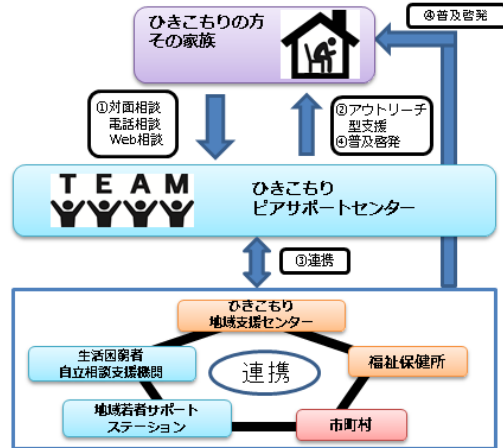 ひきこもりの方
その家族
④普及啓発
①対面相談
電話相談
Web相談
②アウトリーチ
型支援
④普及啓発
TEAM
ひきこもり
ピアサポートセンター
③連携
ひきこもり
地域支援センター
生活困窮者
自立相談支援機関
連携
福祉保健所
地域若者サポート
ステーション
市町村